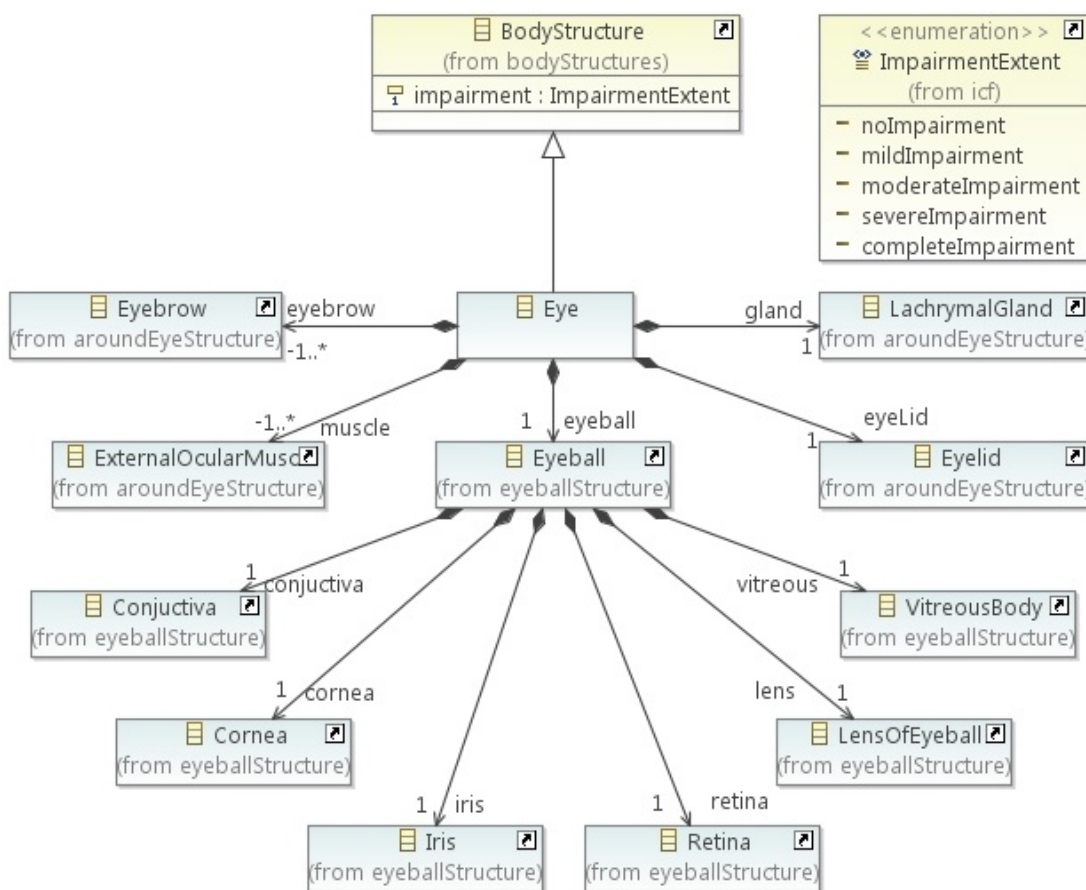 BodyStructure
(from bodyStructures)
1 impairment : ImpairmentExtent
<<enumeration>>
ImpairmentExtent
(from icf)
noImpairment
mildImpairment
moderateImpairment
severeImpairment
completeImpairment
Eyebrow
(from aroundEyeStructure)
eyebrow
-1..*
Eye
gland
1
LachrymalGland
(from aroundEyeStructure)
-1..*
muscle
1
eyeball
eyeLid
1
ExternalOcularMusc
(from aroundEyeStructure)
Eyeball
(from eyeballStructure)
Eyelid
(from aroundEyeStructure)
1
conjuctiva
vitreous
1
Conjuctiva
(from eyeballStructure)
VitreousBody
(from eyeballStructure)
1
cornea
lens
1
Cornea
(from eyeballStructure)
LensOfEyeball
(from eyeballStructure)
1
iris
1
retina
Iris
(from eyeballStructure)
Retina
(from eyeballStructure)